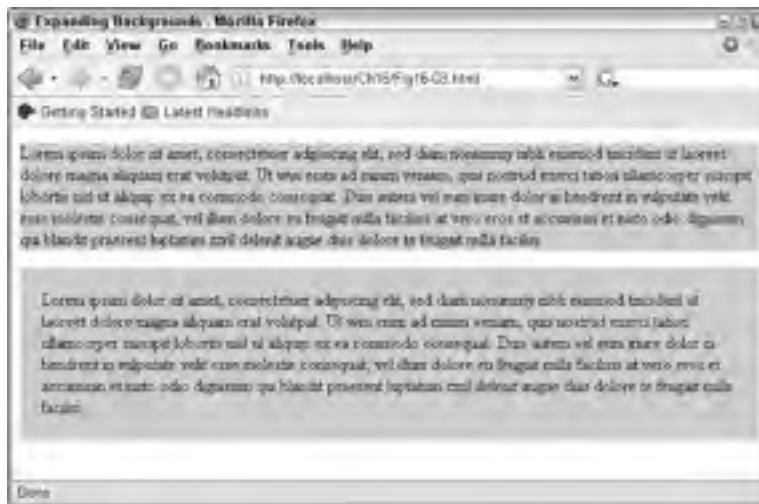 Expanding Backgrounds - Mozilla Firefox
File Edit View Go Bookmarks Tools Help
http://localhost/Ch16/Fig16-03.html
Getting Started Latest Headlines
Lorem ipsum dolor sit amet, consectetuer adipiscing elit, sed diam nonummy nibh euismod tincidunt ut laoreet
dolore magna aliquam erat volutpat. Ut wisi enim ad minim veniam, quis nostrud exerci tation ullamcorper suscipit
lobortis nisl ut aliquip ex ea commodo consequat. Duis autem vel eum iriure dolor in hendrerit in vulputate velit
esse molestie consequat, vel illum dolore eu feugiat nulla facilisis at vero eros et accumsan et iusto odio dignissim
qui blandit praesent luptatum zzril delenit augue duis dolore te feugait nulla facilisi.
Lorem ipsum dolor sit amet, consectetuer adipiscing elit, sed diam nonummy nibh euismod tincidunt ut
laoreet dolore magna aliquam erat volutpat. Ut wisi enim ad minim veniam, quis nostrud exerci tation
ullamcorper suscipit lobortis nisl ut aliquip ex ea commodo consequat. Duis autem vel eum iriure dolor in
hendrerit in vulputate velit esse molestie consequat, vel illum dolore eu feugiat nulla facilisis at vero eros et
accumsan et iusto odio dignissim qui blandit praesent luptatum zzril delenit augue duis dolore te feugait nulla
facilisi.
Done